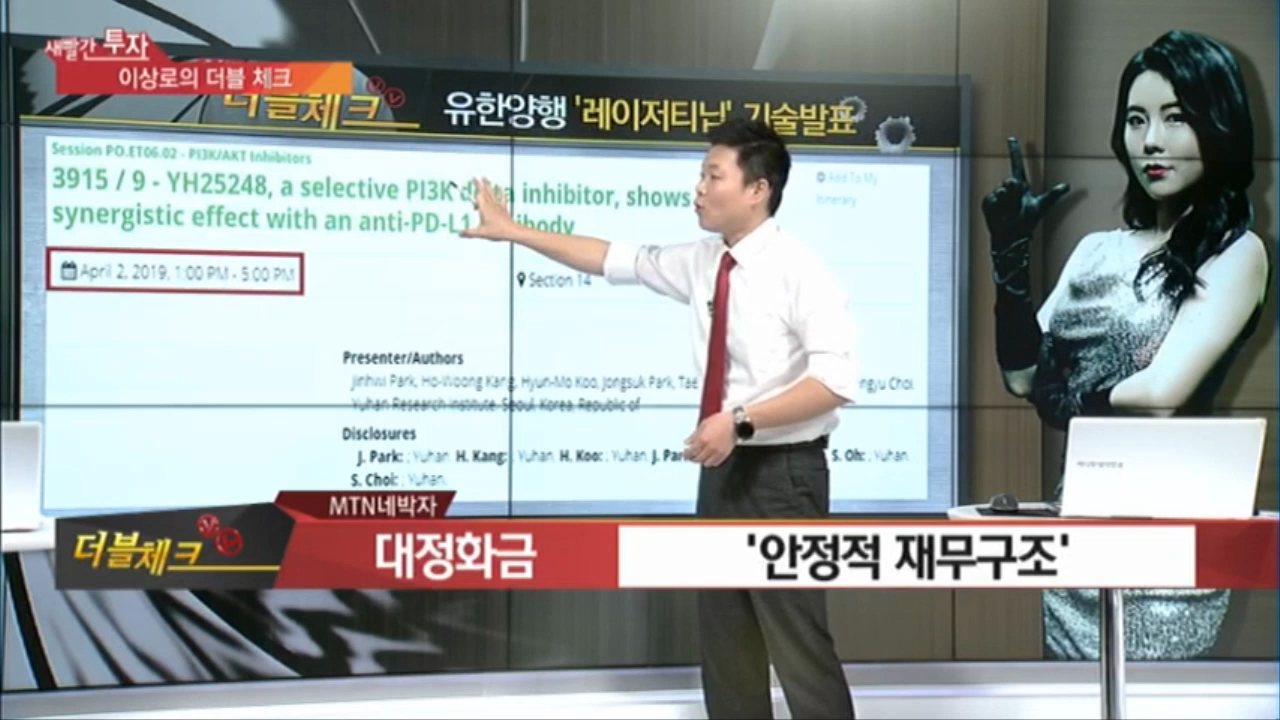 새빨간 투자
이상로의 더블 체크
더블체크
유한양행 '레이저티닙' 기술발표
Session PO.ET06.02 - PI3K/AKT Inhibitors
3915 / 9 - YH25248, a selective PI3K inhibitor, shows
synergistic effect with an anti-PD-L1
Add To My
Itinerary
April 2, 2019, 1:00 PM - 5:00 PM
Section 14
Presenter/Authors
Jinhwi Park, Ho-Woong Kang, Hyun-Mo Koo, Jongsuk Park, Choi.
Yuhan Research Institute. Seoul, Korea, Republic of
Disclosures
J. Park: ; Yuhan. H. Kang: ; Yuhan. H. Koo: ; Yuhan. S. Oh: ; Yuhan.
S. Choi: ; Yuhan.
MTN네박자
더블체크
대정화금
'안정적 재무구조'